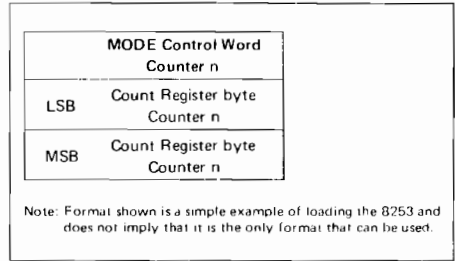 MODE Control Word
Counter n
LSB Count Register byte
Counter n
MSB Count Register byte
Counter n
Note: Format shown is a simple example of loading the 8253 and
does not imply that it is the only format that can be used.